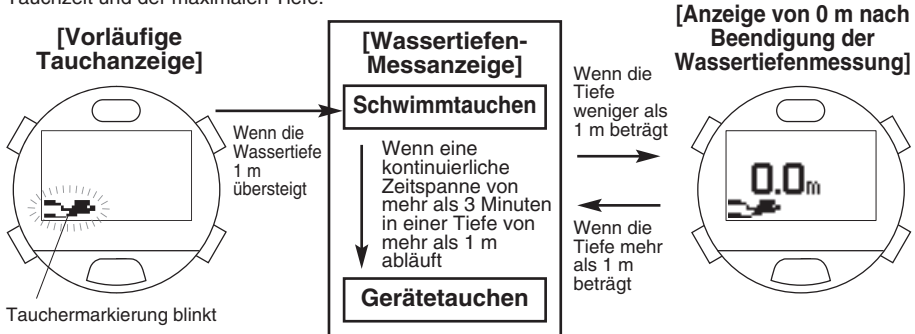 Tauchzeit und der maximalen Tiefe.
[Vorläufige
Tauchanzeige]
Wenn die
Wassertiefe
1 m
übersteigt
Tauchermarkierung blinkt
[Wassertiefen-
Messanzeige]
Schwimmtauchen
Wenn eine
kontinuierliche
Zeitspanne von
mehr als 3 Minuten
in einer Tiefe von
mehr als 1 m
abläuft
Gerätetauchen
Wenn die
Tiefe
weniger als
1 m beträgt
Wenn die
Tiefe mehr
als 1 m
beträgt
[Anzeige von 0 m nach
Beendigung der
Wassertiefenmessung]
0.0m